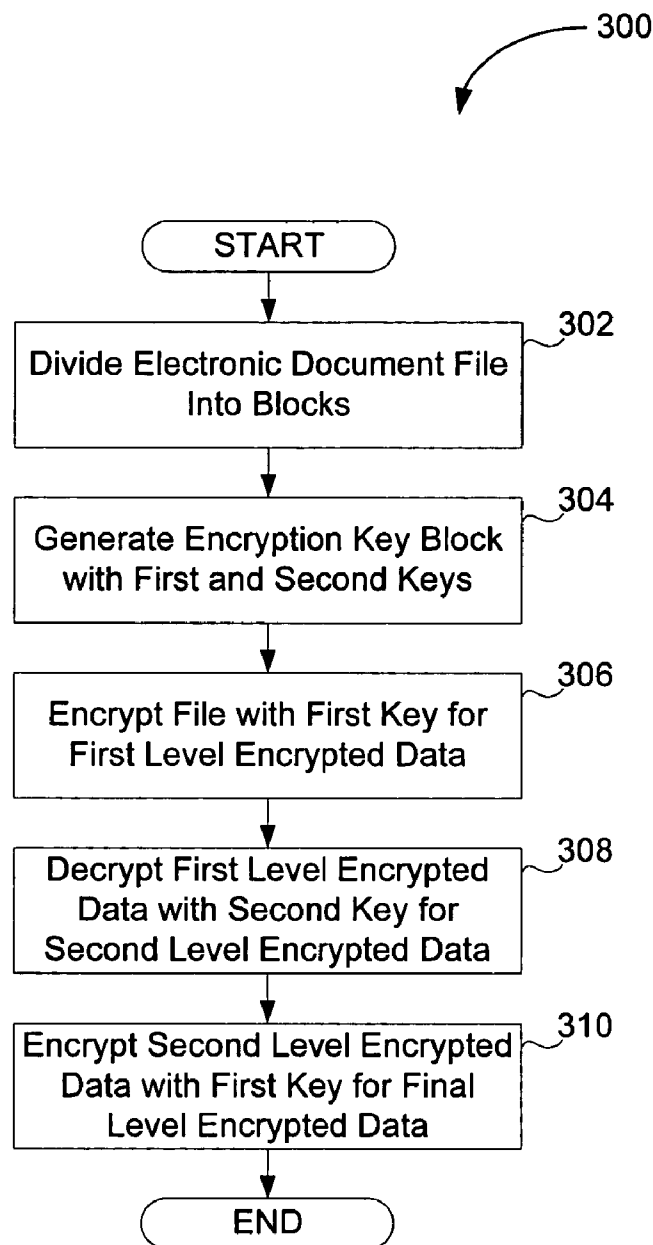 300
START
302
Divide Electronic Document File
Into Blocks
304
Generate Encryption Key Block
with First and Second Keys
306
Encrypt File with First Key for
First Level Encrypted Data
308
Decrypt First Level Encrypted
Data with Second Key for
Second Level Encrypted Data
310
Encrypt Second Level Encrypted
Data with First Key for Final
Level Encrypted Data
END